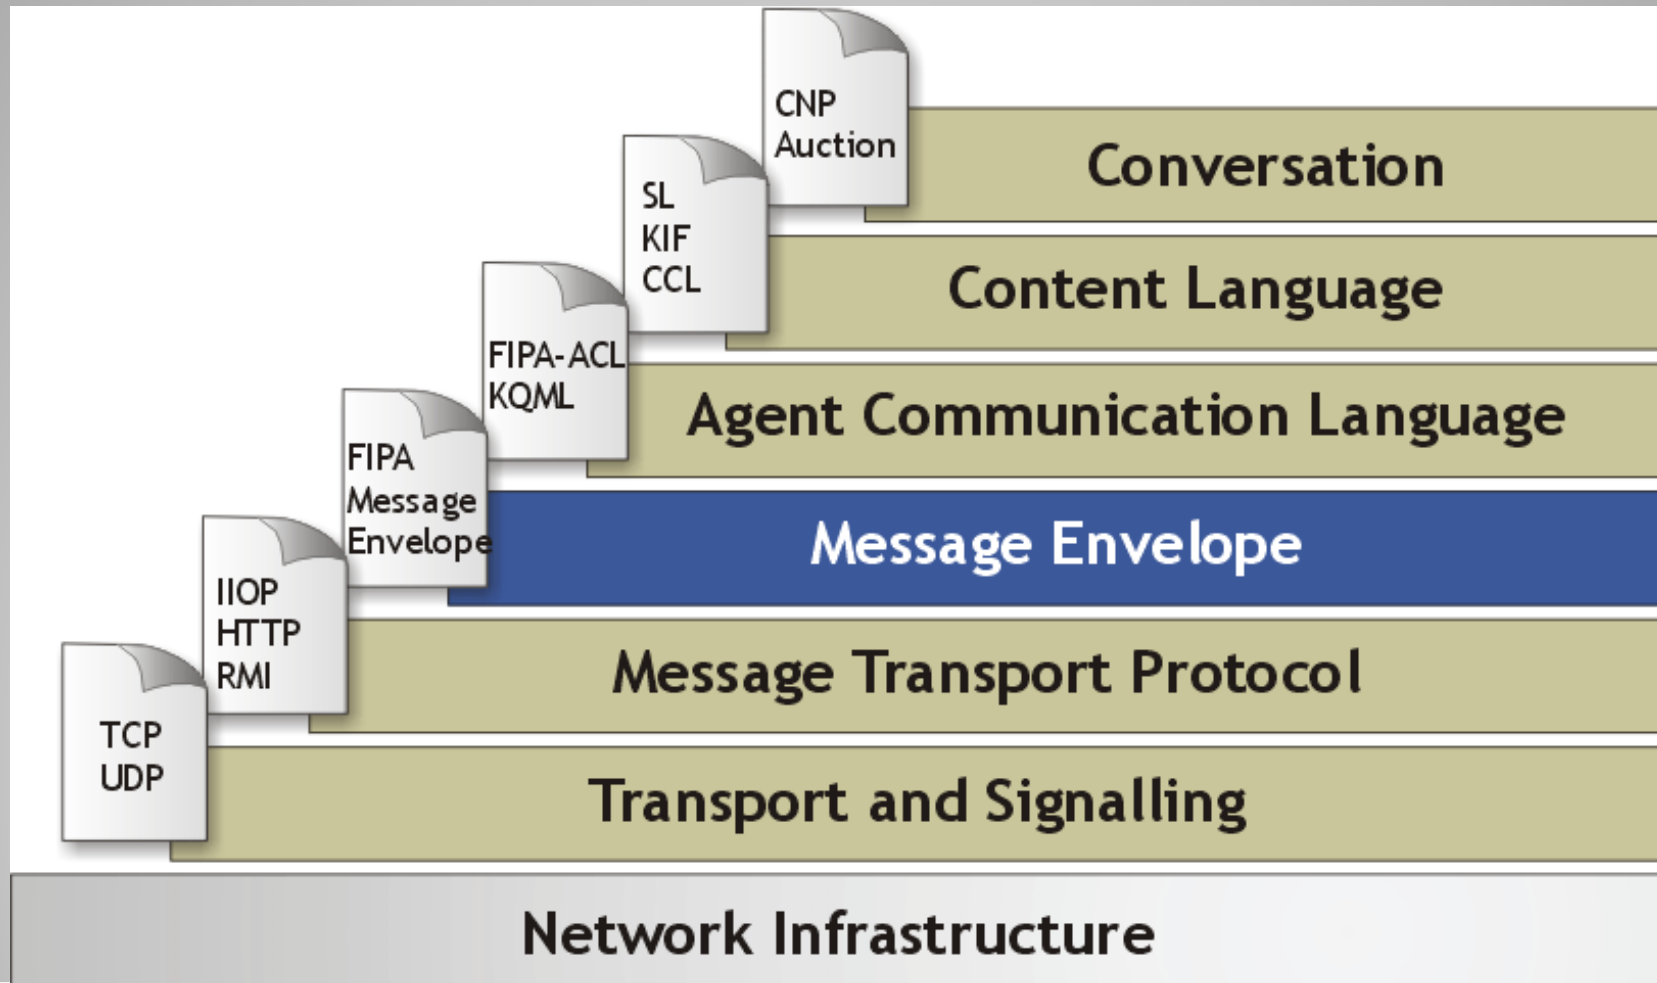 CNP
Auction
Conversation
SL
KIF
CCL
Content Language
FIPA-ACL
KQML
Agent Communication Language
FIPA
Message
Envelope
Message Envelope
IIOP
HTTP
RMI
Message Transport Protocol
TCP
UDP
Transport and Signalling
Network Infrastructure